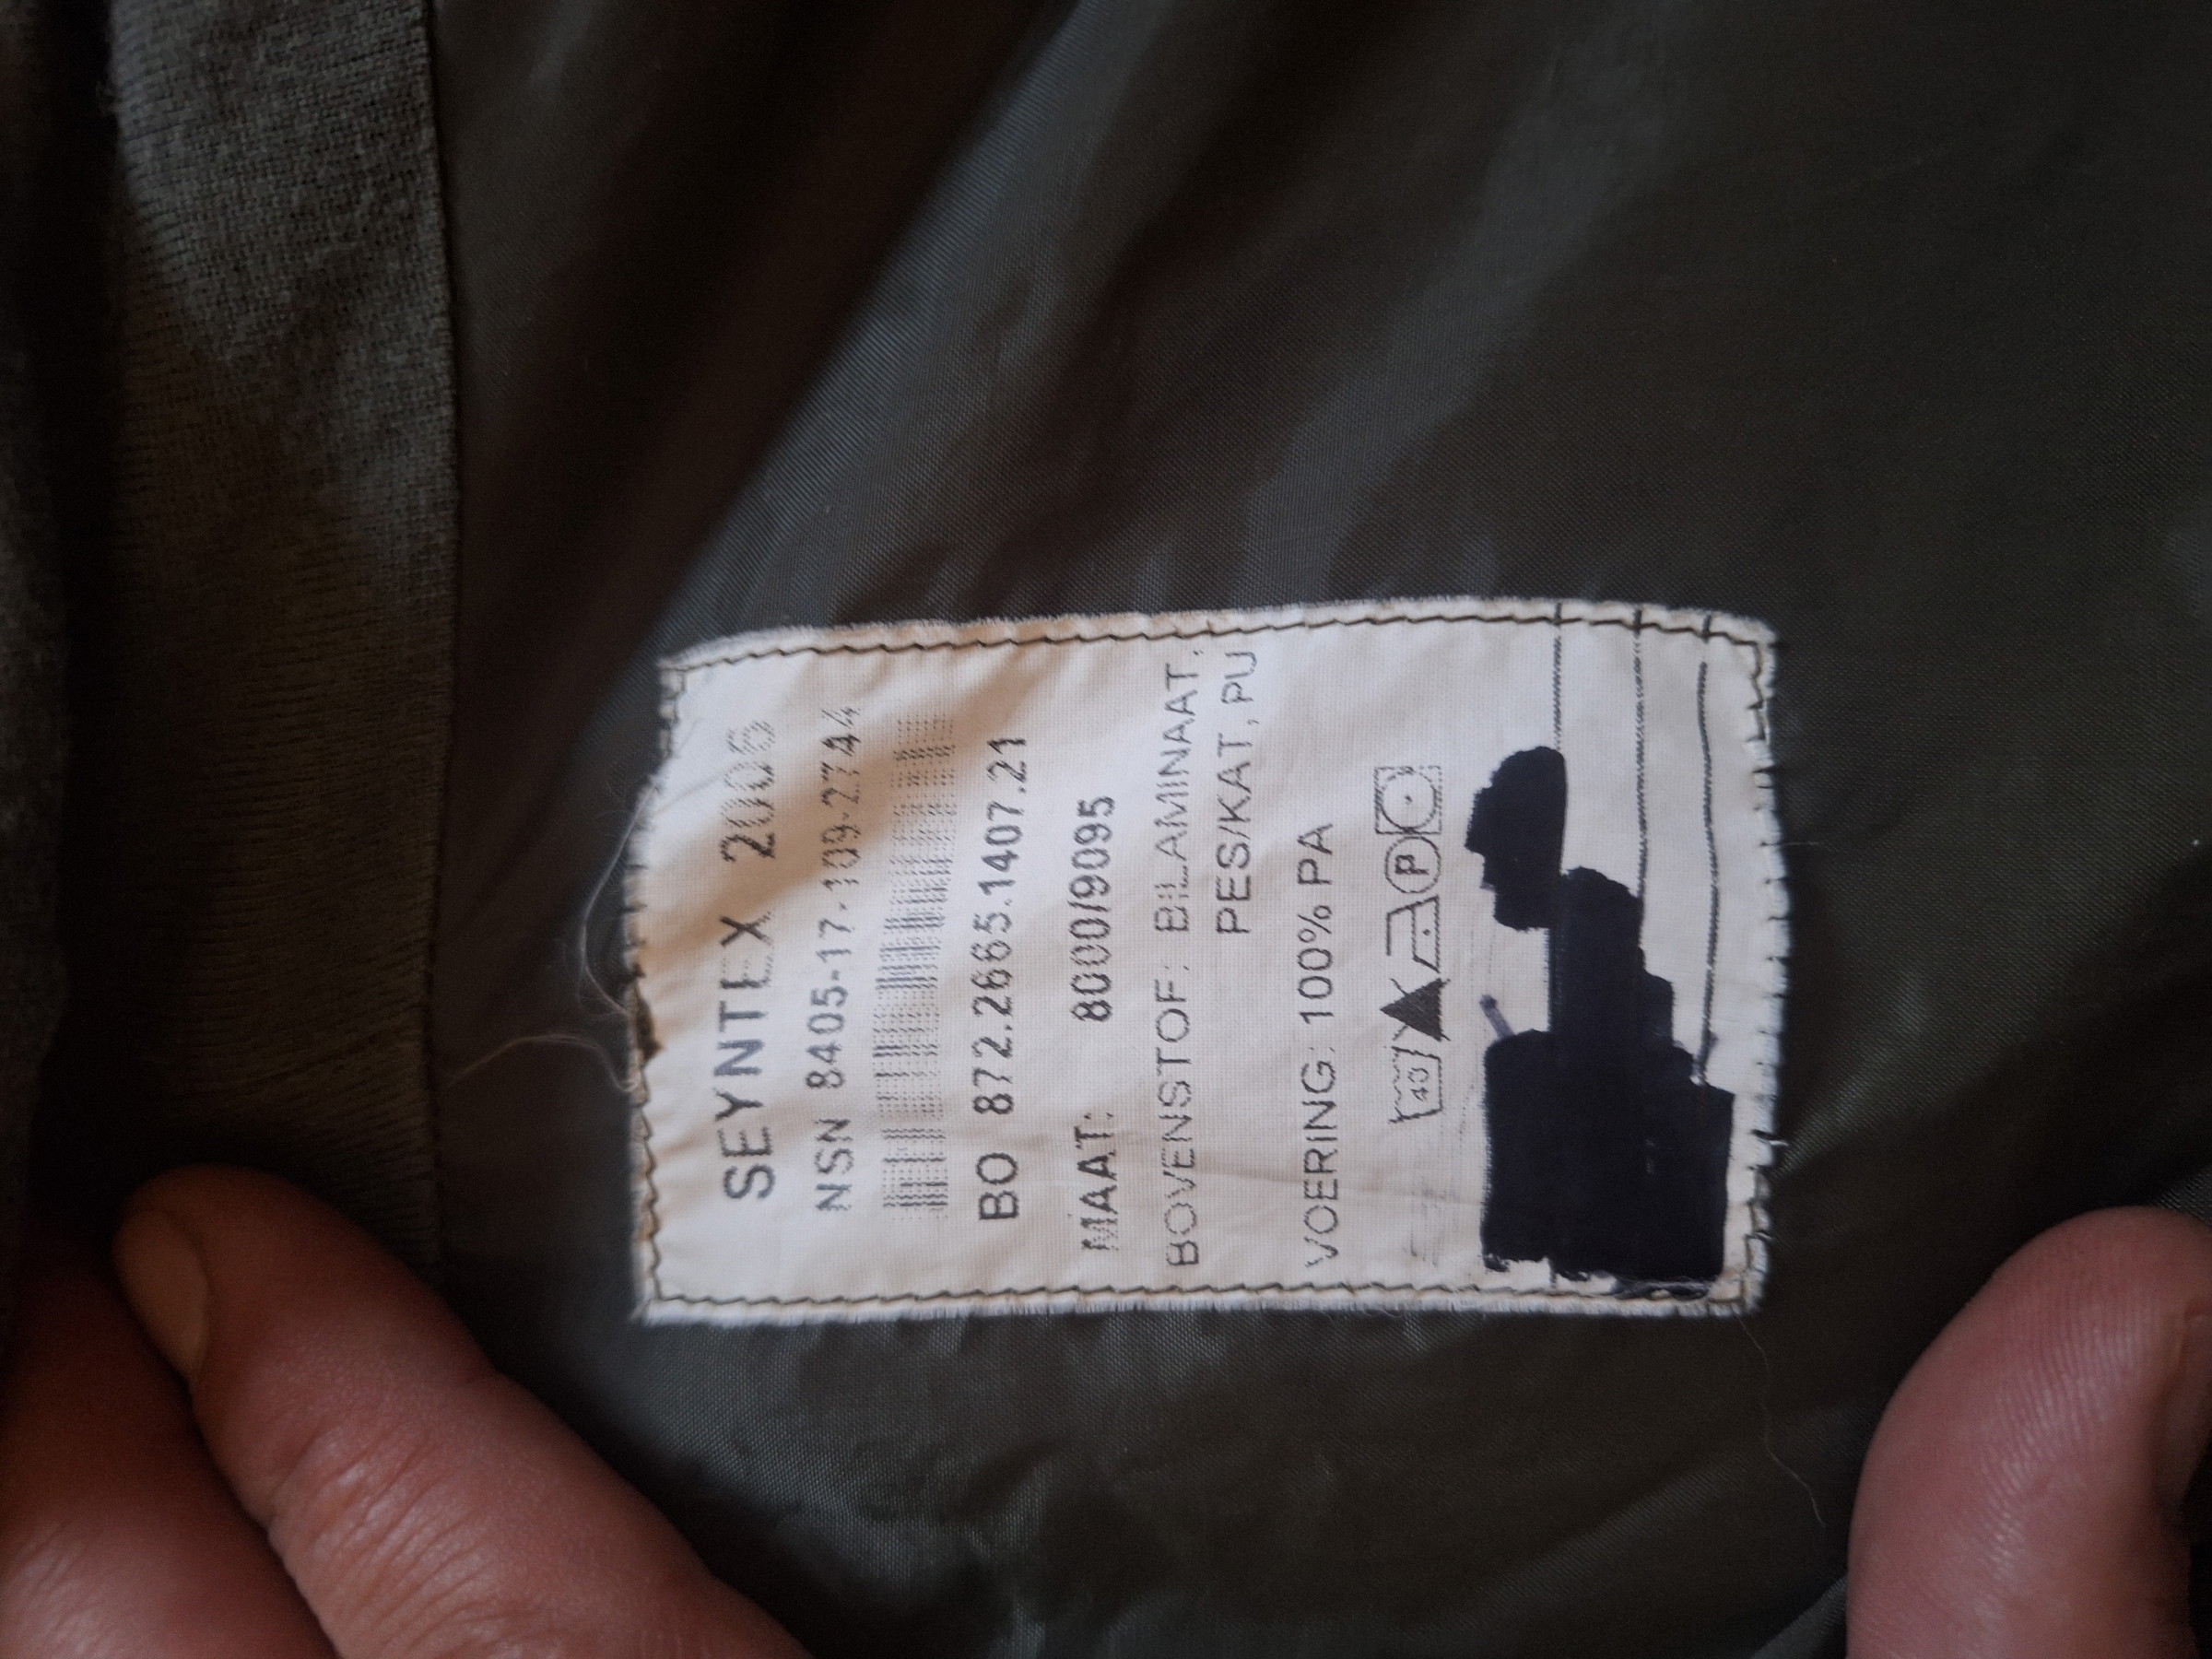 SEYNTEX 2006
NSN 8405-17-109-2744
BO 872.2665.1407.21
MAAT: 8000/9095
BOVENSTOF: BILAMINAAT:
PES/KAT, PU
VOERING: 100% PA
40 P